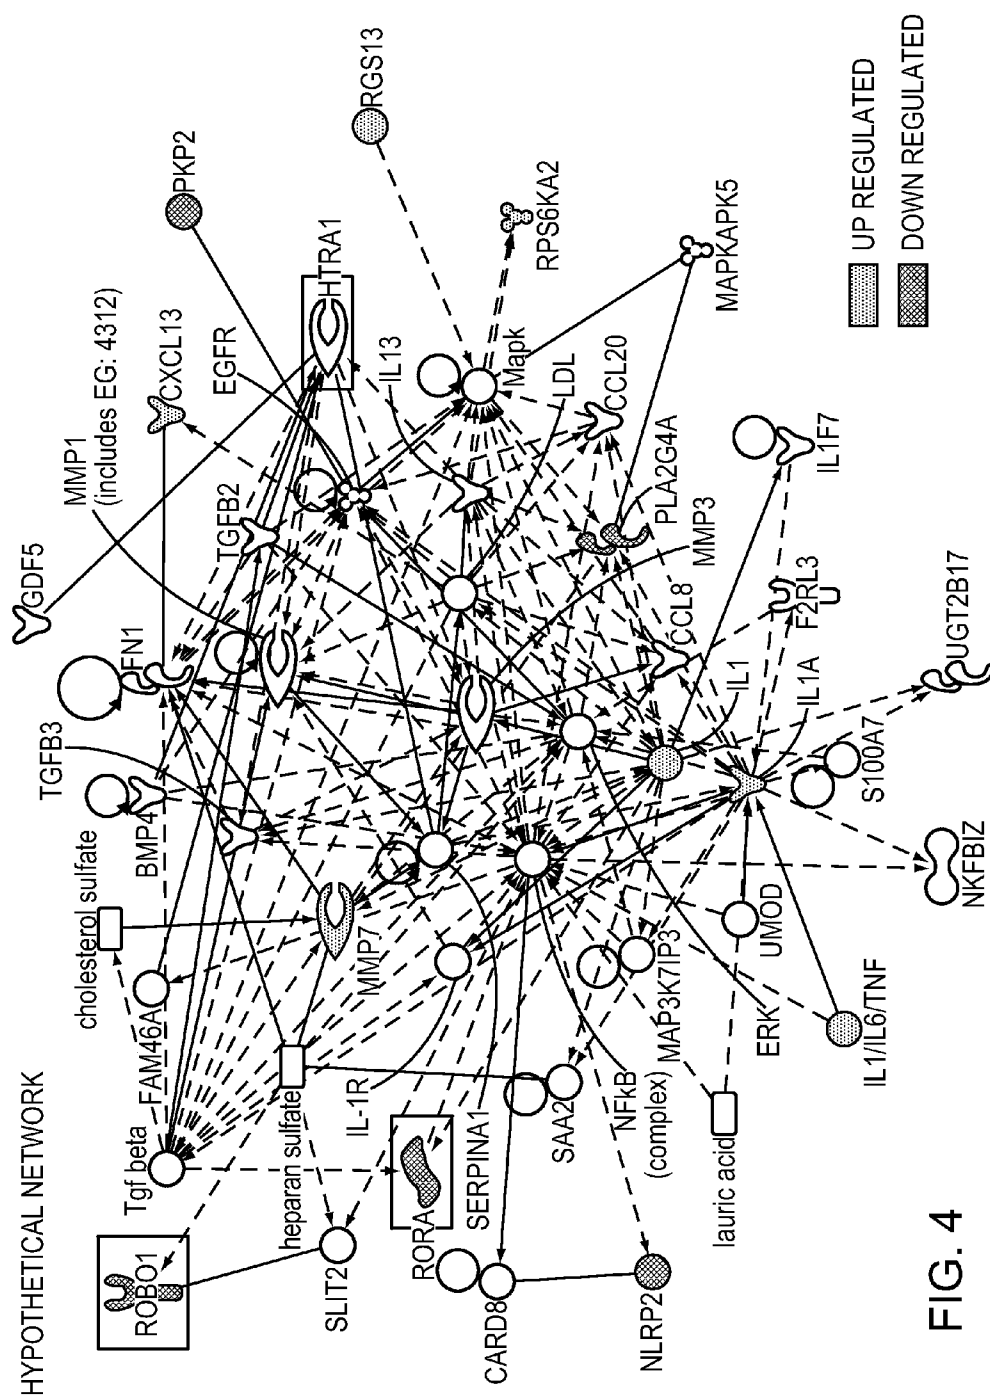 HYPOTHETICAL NETWORK
ROBO1
Tgf beta
FAM46A
cholesterol sulfate
BMP4
TGFB3
FN1
GDF5
MMP1
(includes EG: 4312)
TGFB2
CXCL13
EGFR
PKP2
HTRA1
IL13
RGS13
Mapk
LDL
RPS6KA2
CCL20
MAPKAPK5
PLA2G4A
MMP3
CCL8
IL1F7
F2RL3
IL1
IL1A
UGT2B17
S100A7
NKFBIZ
UMOD
MAP3K7IP3
ERK
IL1/IL6/TNF
MMP7
heparan sulfate
IL-1R
SERPINA1
SAA2
NFkB
(complex)
lauric acid
SLIT2
RORA
CARD8
NLRP2
UP REGULATED
DOWN REGULATED
FIG. 4